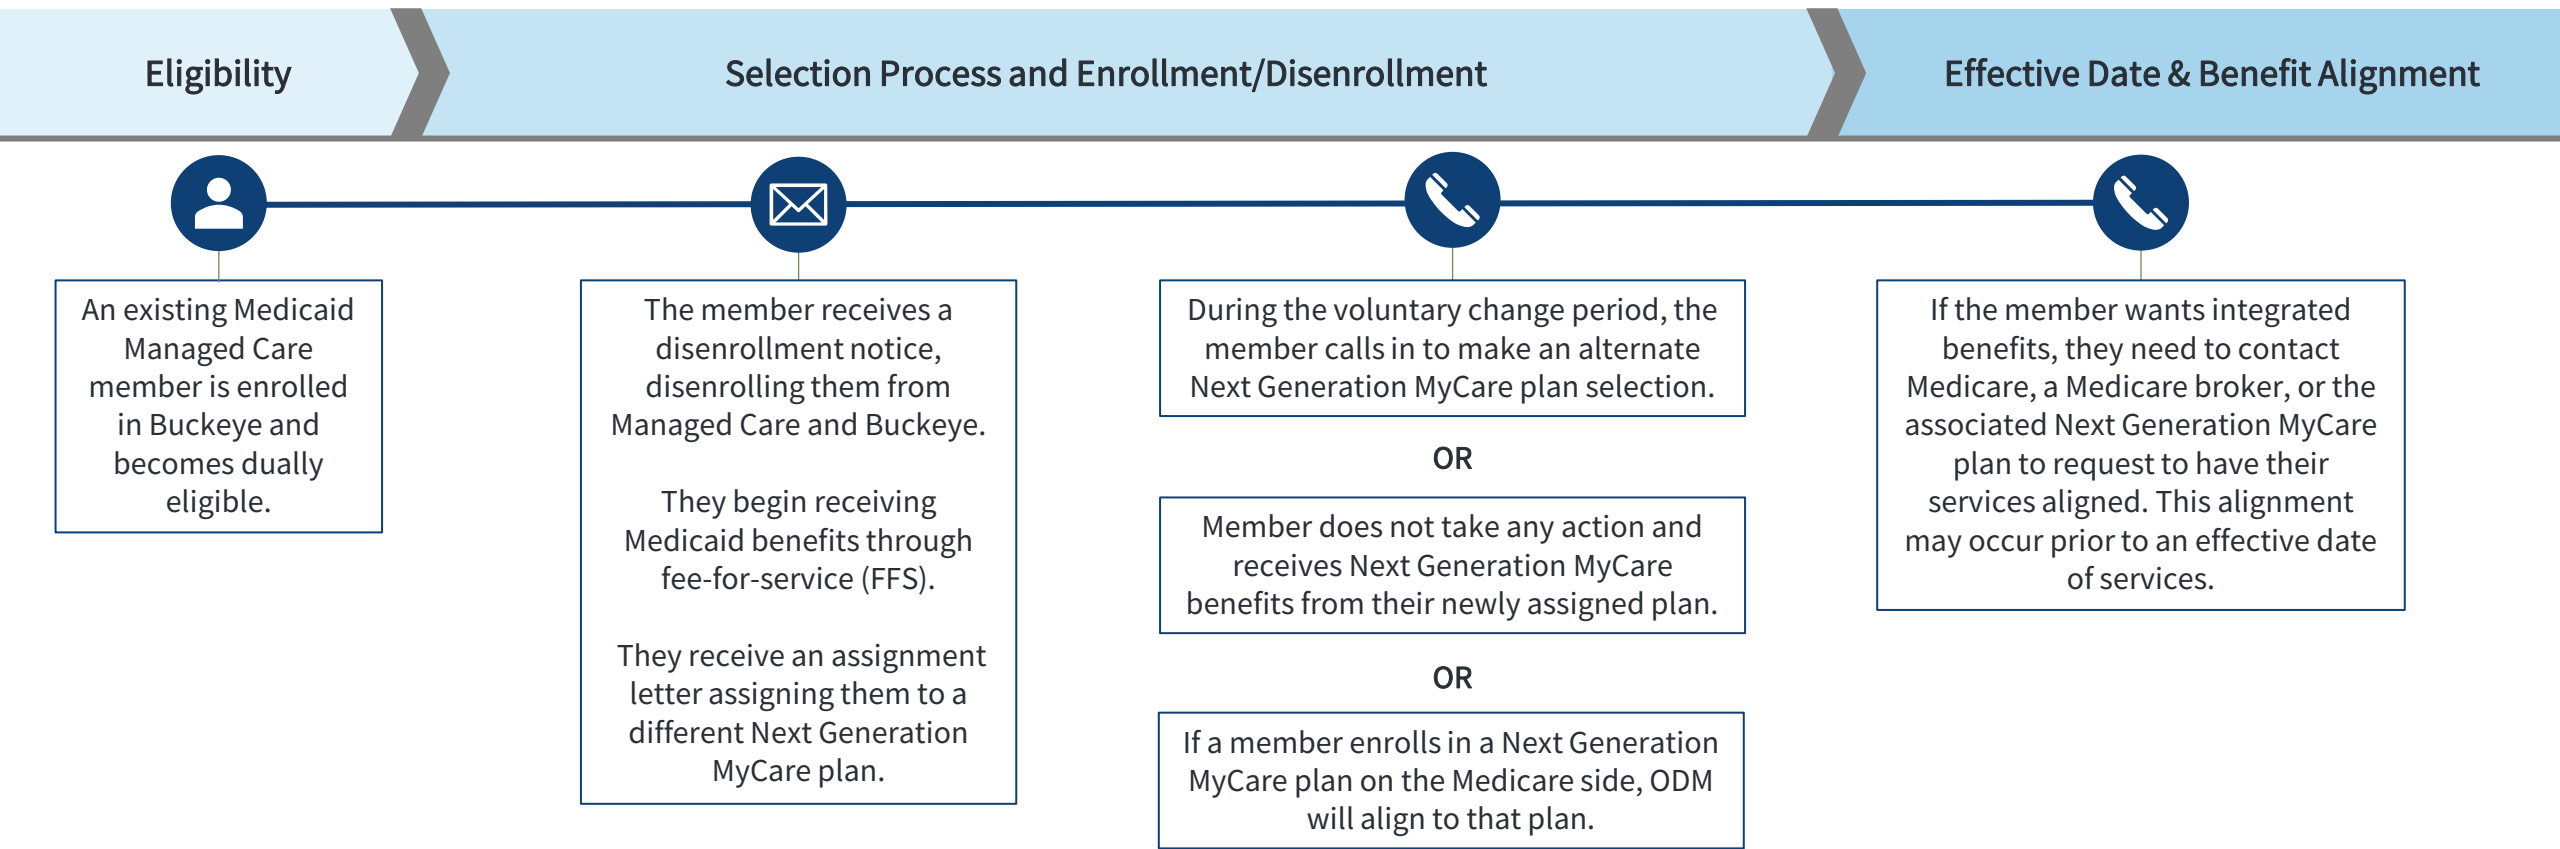 Eligibility
Selection Process and Enrollment/Disenrollment
Effective Date & Benefit Alignment
An existing Medicaid
Managed Care
member is enrolled
in Buckeye and
becomes dually
eligible.
The member receives a
disenrollment notice,
disenrolling them from
Managed Care and Buckeye.
They begin receiving
Medicaid benefits through
fee-for-service (FFS).
They receive an assignment
letter assigning them to a
different Next Generation
MyCare plan.
During the voluntary change period, the
member calls in to make an alternate
Next Generation MyCare plan selection.
OR
Member does not take any action and
receives Next Generation MyCare
benefits from their newly assigned plan.
OR
If a member enrolls in a Next Generation
MyCare plan on the Medicare side, ODM
will align to that plan.
If the member wants integrated
benefits, they need to contact
Medicare, a Medicare broker, or the
associated Next Generation MyCare
plan to request to have their
services aligned. This alignment
may occur prior to an effective date
of services.